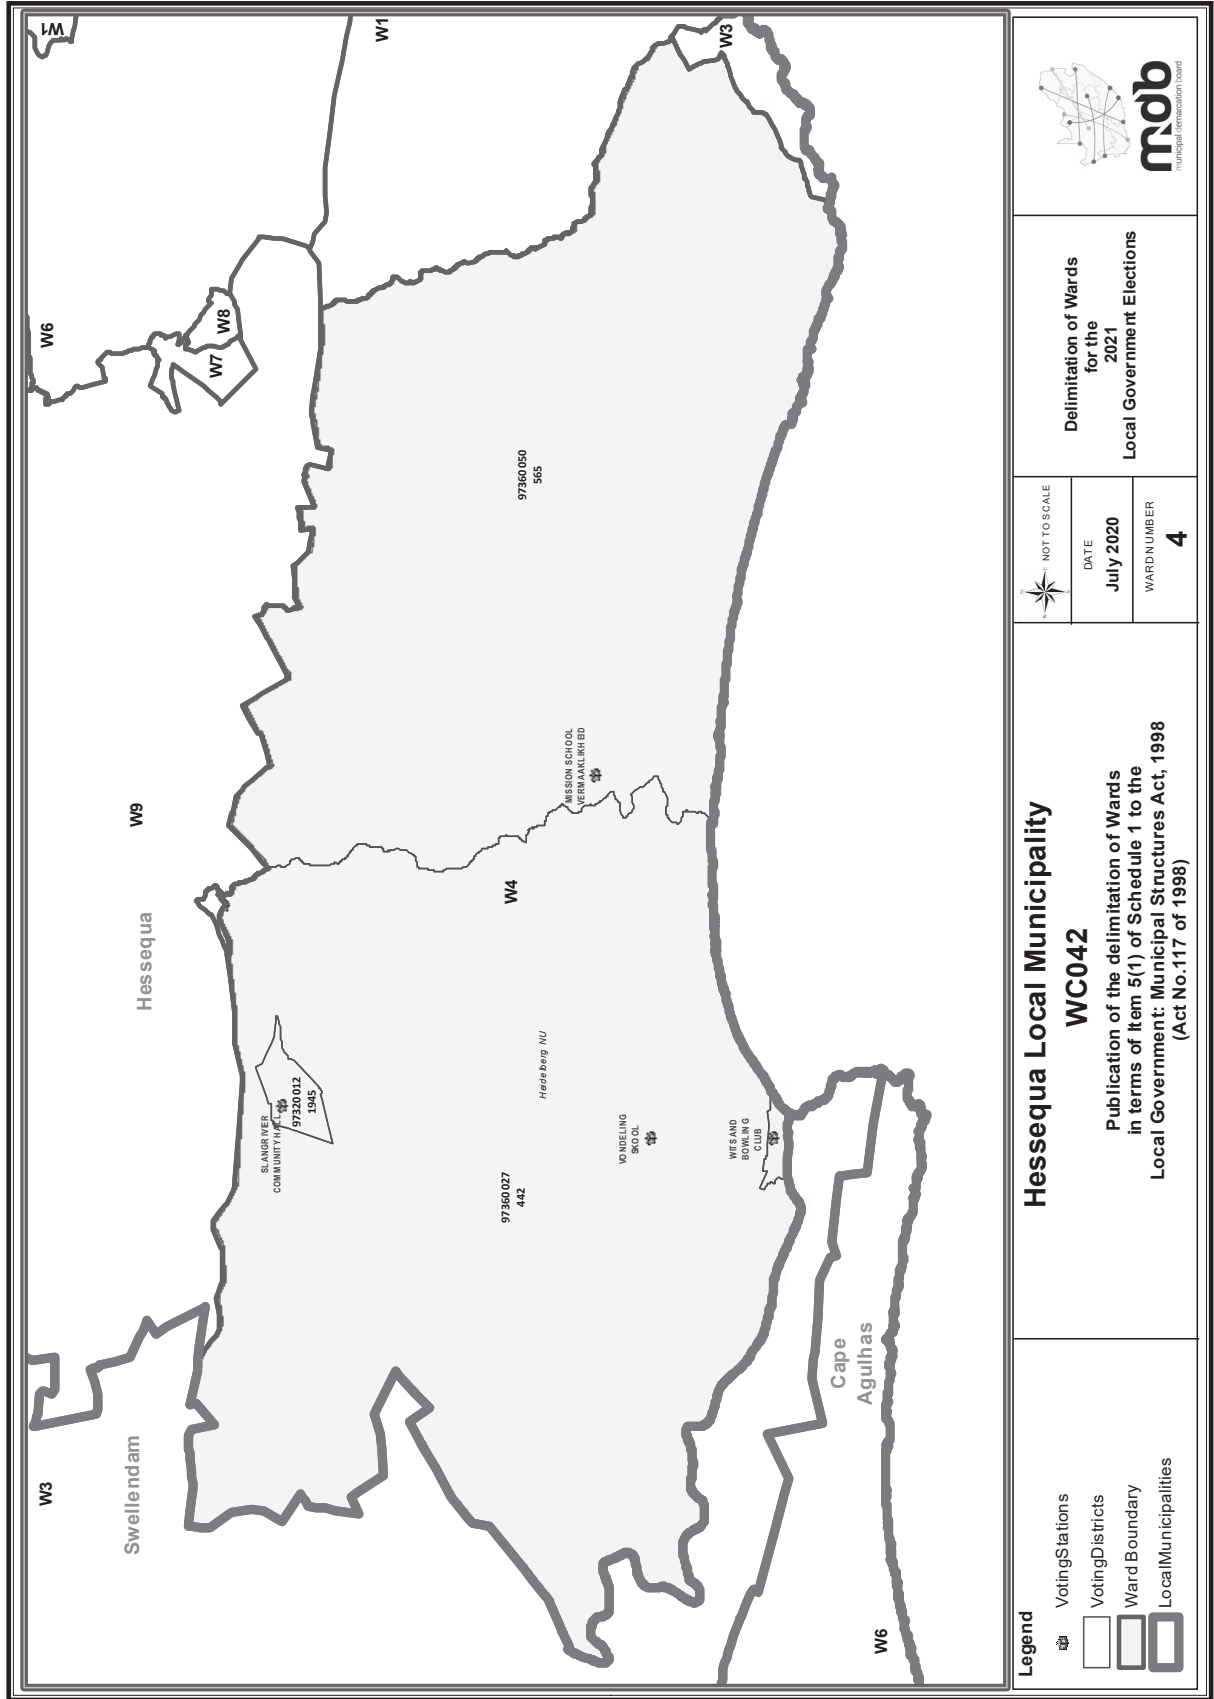 W1
W1
W3
W6
W8
W7
W9
Hessequa
97360050
565
MISSION SCHOOL
VERMAAKLIKHEID
W4
SLANGRIVER
COMMUNITY HALL
97320012
1945
Heidelberg NU
VONDELING
SKOOL
WITSAND
BOWLING
CLUB
97360027
442
W3
Swellendam
Cape
Agulhas
W6
Legend
VotingStations
VotingDistricts
Ward Boundary
LocalMunicipalities
Hessequa Local Municipality
WC042
Publication of the delimitation of Wards
in terms of Item 5(1) of Schedule 1 to the
Local Government: Municipal Structures Act, 1998
(Act No.117 of 1998)
N
W
E
S
NOT TO SCALE
DATE
July 2020
WARD NUMBER
4
Delimitation of Wards
for the
2021
Local Government Elections
mdb
municipal demarcation board